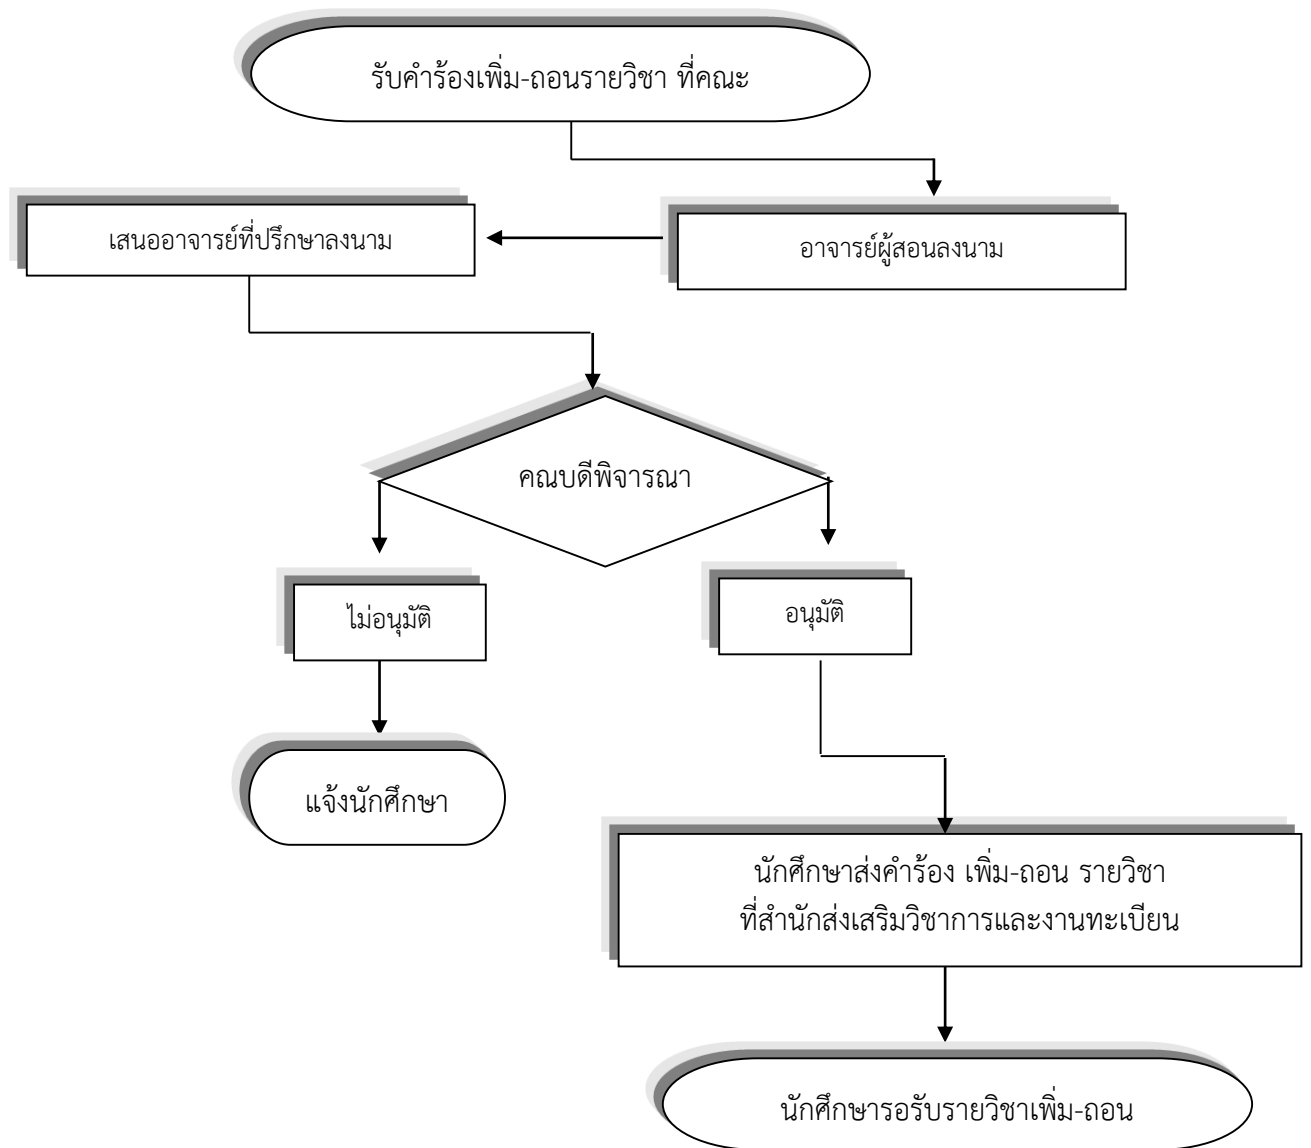 รับคำร้องเพิ่ม-ถอนรายวิชา ที่คณะ
อาจารย์ผู้สอนลงนาม
เสนออาจารย์ที่ปรึกษาลงนาม
คณบดีพิจารณา
ไม่อนุมัติ
อนุมัติ
แจ้งนักศึกษา
นักศึกษาส่งคำร้อง เพิ่ม-ถอน รายวิชา
ที่สำนักส่งเสริมวิชาการและงานทะเบียน
นักศึกษารอรับรายวิชาเพิ่ม-ถอน